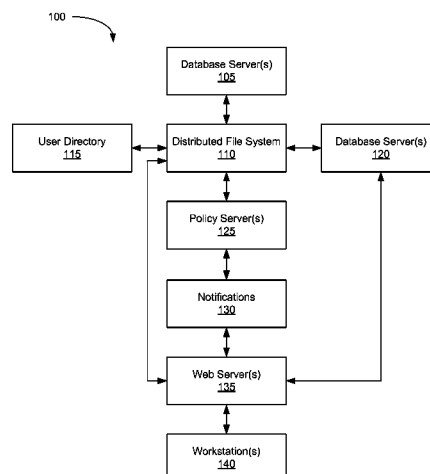 100
Database Server(s)
105
User Directory
115
Distributed File System
110
Database Server(s)
120
Policy Server(s)
125
Notifications
130
Web Server(s)
135
Workstation(s)
140